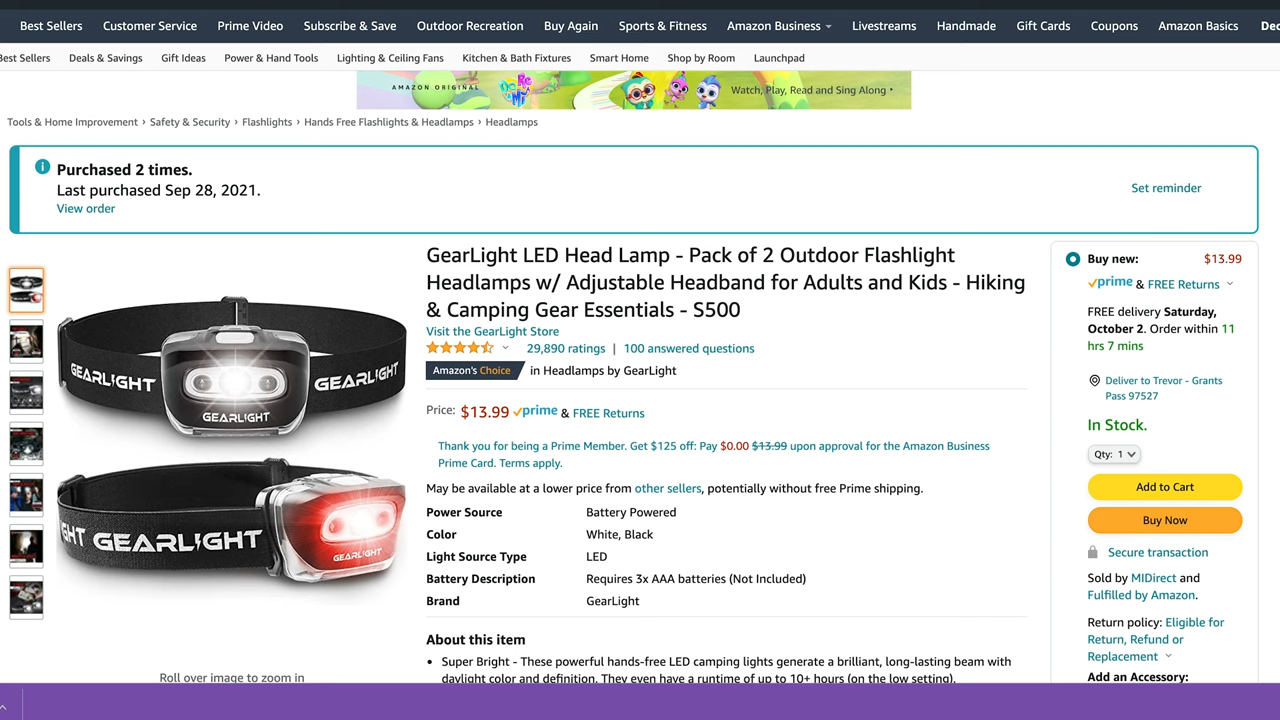 Best Sellers Customer Service Prime Video Subscribe & Save Outdoor Recreation Buy Again Sports & Fitness Amazon Business Livestreams Handmade Gift Cards Coupons Amazon Basics
Best Sellers Deals & Savings Gift Ideas Power & Hand Tools Lighting & Ceiling Fans Kitchen & Bath Fixtures Smart Home Shop by Room Launchpad
AMAZON ORIGINAL Do Re & Mi Watch, Play, Read and Sing Along
Tools & Home Improvement › Safety & Security › Flashlights › Hands Free Flashlights & Headlamps › Headlamps
Purchased 2 times.
Last purchased Sep 28, 2021.
View order
Set reminder
GEARLIGHT GEARLIGHT
GEARLIGHT
GHT GEARLIGHT
GEARLIGHT
Roll over image to zoom in
GearLight LED Head Lamp - Pack of 2 Outdoor Flashlight
Headlamps w/ Adjustable Headband for Adults and Kids - Hiking
& Camping Gear Essentials - S500
Visit the GearLight Store
29,890 ratings | 100 answered questions
Amazon's Choice in Headlamps by GearLight
Price: $13.99 prime & FREE Returns
Thank you for being a Prime Member. Get $125 off: Pay $0.00 $13.99 upon approval for the Amazon Business
Prime Card. Terms apply.
May be available at a lower price from other sellers, potentially without free Prime shipping.
Power Source Battery Powered
Color White, Black
Light Source Type LED
Battery Description Requires 3x AAA batteries (Not Included)
Brand GearLight
About this item
• Super Bright - These powerful hands-free LED camping lights generate a brilliant, long-lasting beam with
daylight color and definition. They even have a runtime of up to 10+ hours (on the low setting).
Buy new: $13.99
prime & FREE Returns
FREE delivery Saturday,
October 2. Order within 11
hrs 7 mins
Deliver to Trevor - Grants
Pass 97527
In Stock.
Qty: 1
Add to Cart
Buy Now
Secure transaction
Sold by MIDirect and
Fulfilled by Amazon.
Return policy: Eligible for
Return, Refund or
Replacement
Add an Accessory: